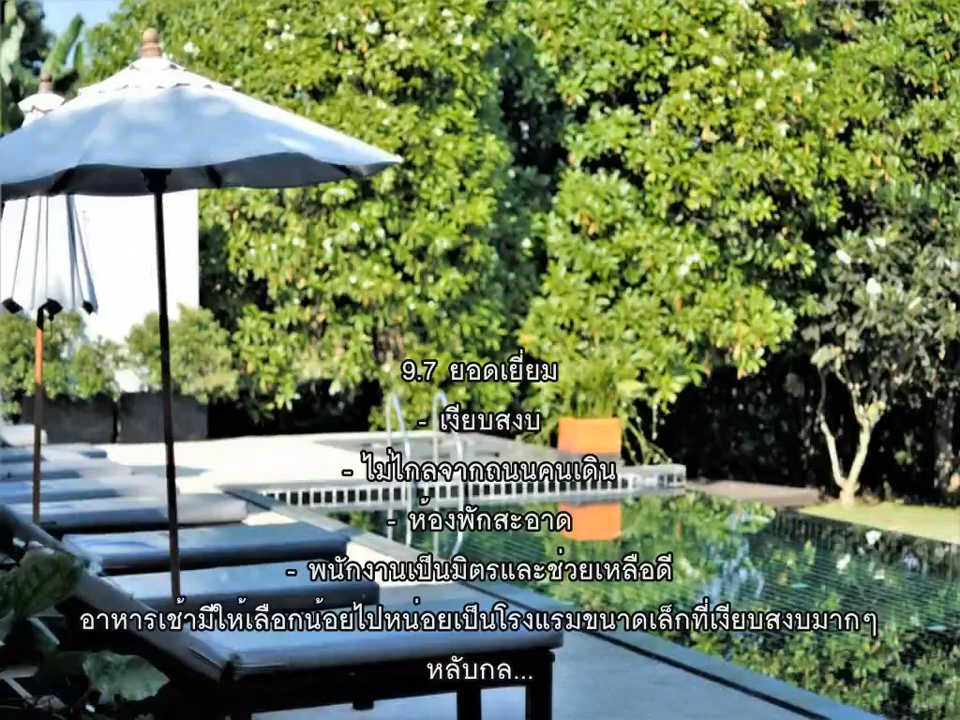 9.7 ยอดเยี่ยม
- เงียบสงบ
- ไม่ไกลจากถนนคนเดิน
- ห้องพักสะอาด
- พนักงานเป็นมิตรและช่วยเหลือดี
อาหารเช้ามีให้เลือกน้อยไปหน่อยเป็นโรงแรมขนาดเล็กที่เงียบสงบมากๆ
หลับกล...